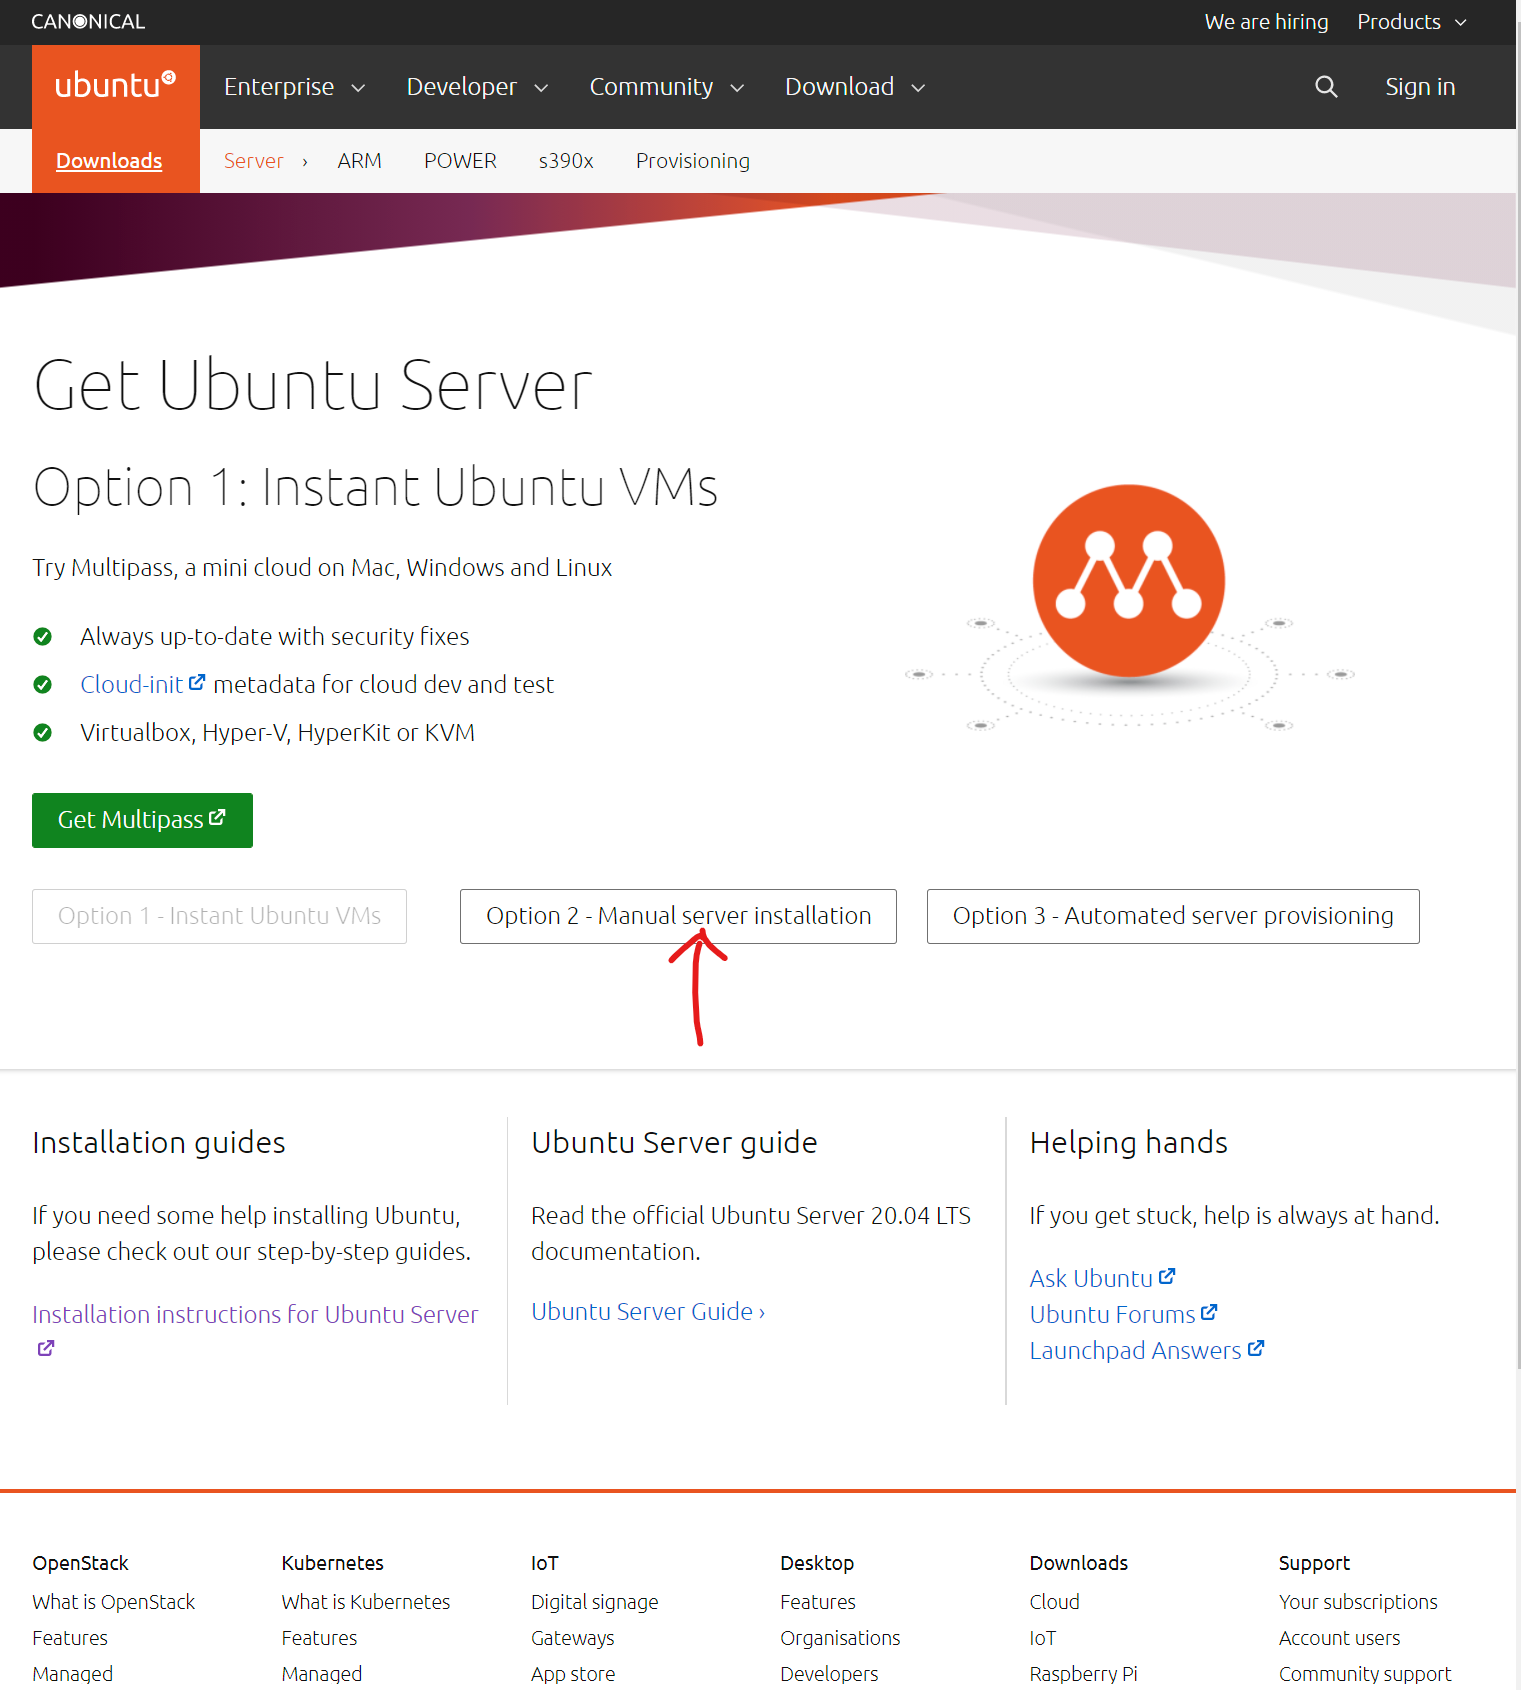 CANONICAL
We are hiring Products
ubuntu
Enterprise Developer Community Download Sign in
Downloads Server › ARM POWER s390x Provisioning
Get Ubuntu Server
Option 1: Instant Ubuntu VMs
Try Multipass, a mini cloud on Mac, Windows and Linux
Always up-to-date with security fixes
Cloud-init metadata for cloud dev and test
Virtualbox, Hyper-V, HyperKit or KVM
Get Multipass
Option 1 - Instant Ubuntu VMs
Option 2 - Manual server installation
Option 3 - Automated server provisioning
Installation guides
If you need some help installing Ubuntu,
please check out our step-by-step guides.
Installation instructions for Ubuntu Server
Ubuntu Server guide
Read the official Ubuntu Server 20.04 LTS
documentation.
Ubuntu Server Guide ›
Helping hands
If you get stuck, help is always at hand.
Ask Ubuntu
Ubuntu Forums
Launchpad Answers
OpenStack
What is OpenStack
Features
Managed
Kubernetes
What is Kubernetes
Features
Managed
IoT
Digital signage
Gateways
App store
Desktop
Features
Organisations
Developers
Downloads
Cloud
IoT
Raspberry Pi
Support
Your subscriptions
Account users
Community support